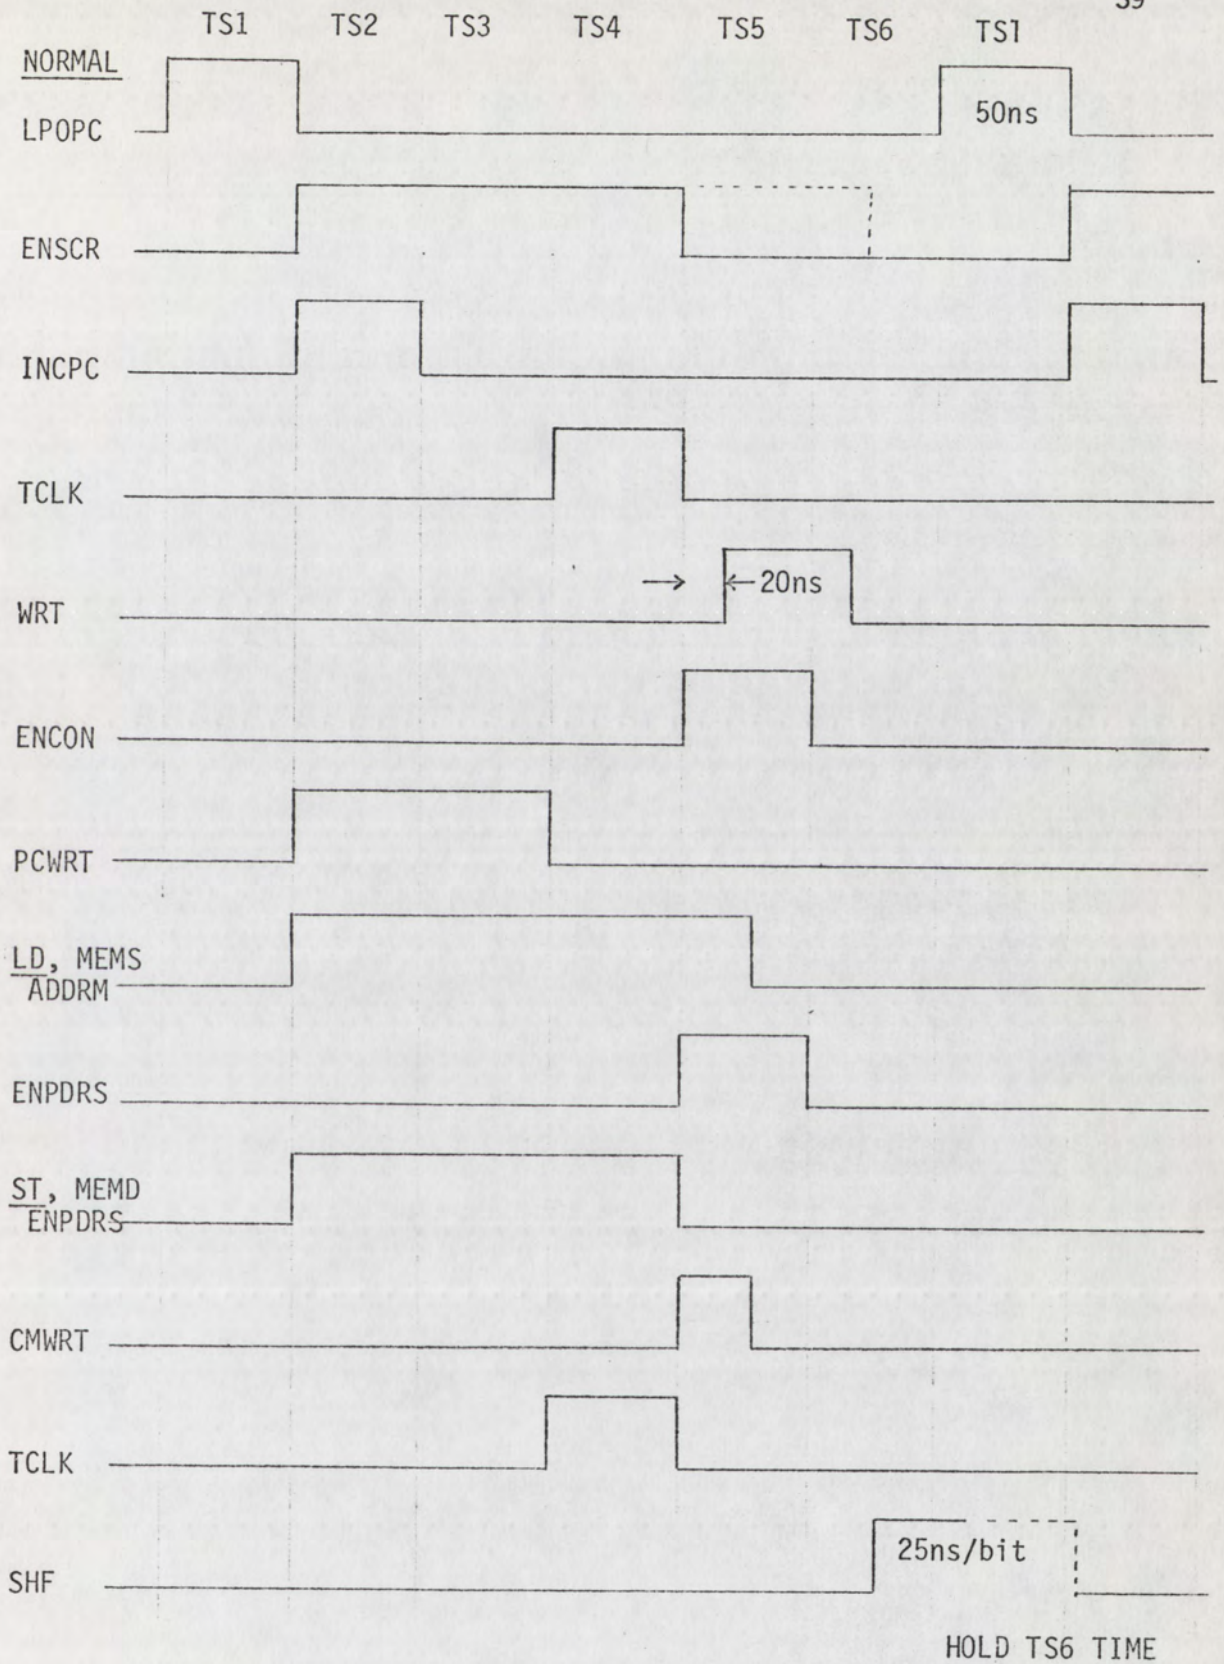 59
TS1 TS2 TS3 TS4 TS5 TS6 TS1
NORMAL
LPOPC
50ns
ENSCR
INCPC
TCLK
WRT
20ns
ENCON
PCWRT
LD, MEMS
ADDRM
ENPDRS
ST, MEMD
ENPDRS
CMWRT
TCLK
SHF
25ns/bit
HOLD TS6 TIME